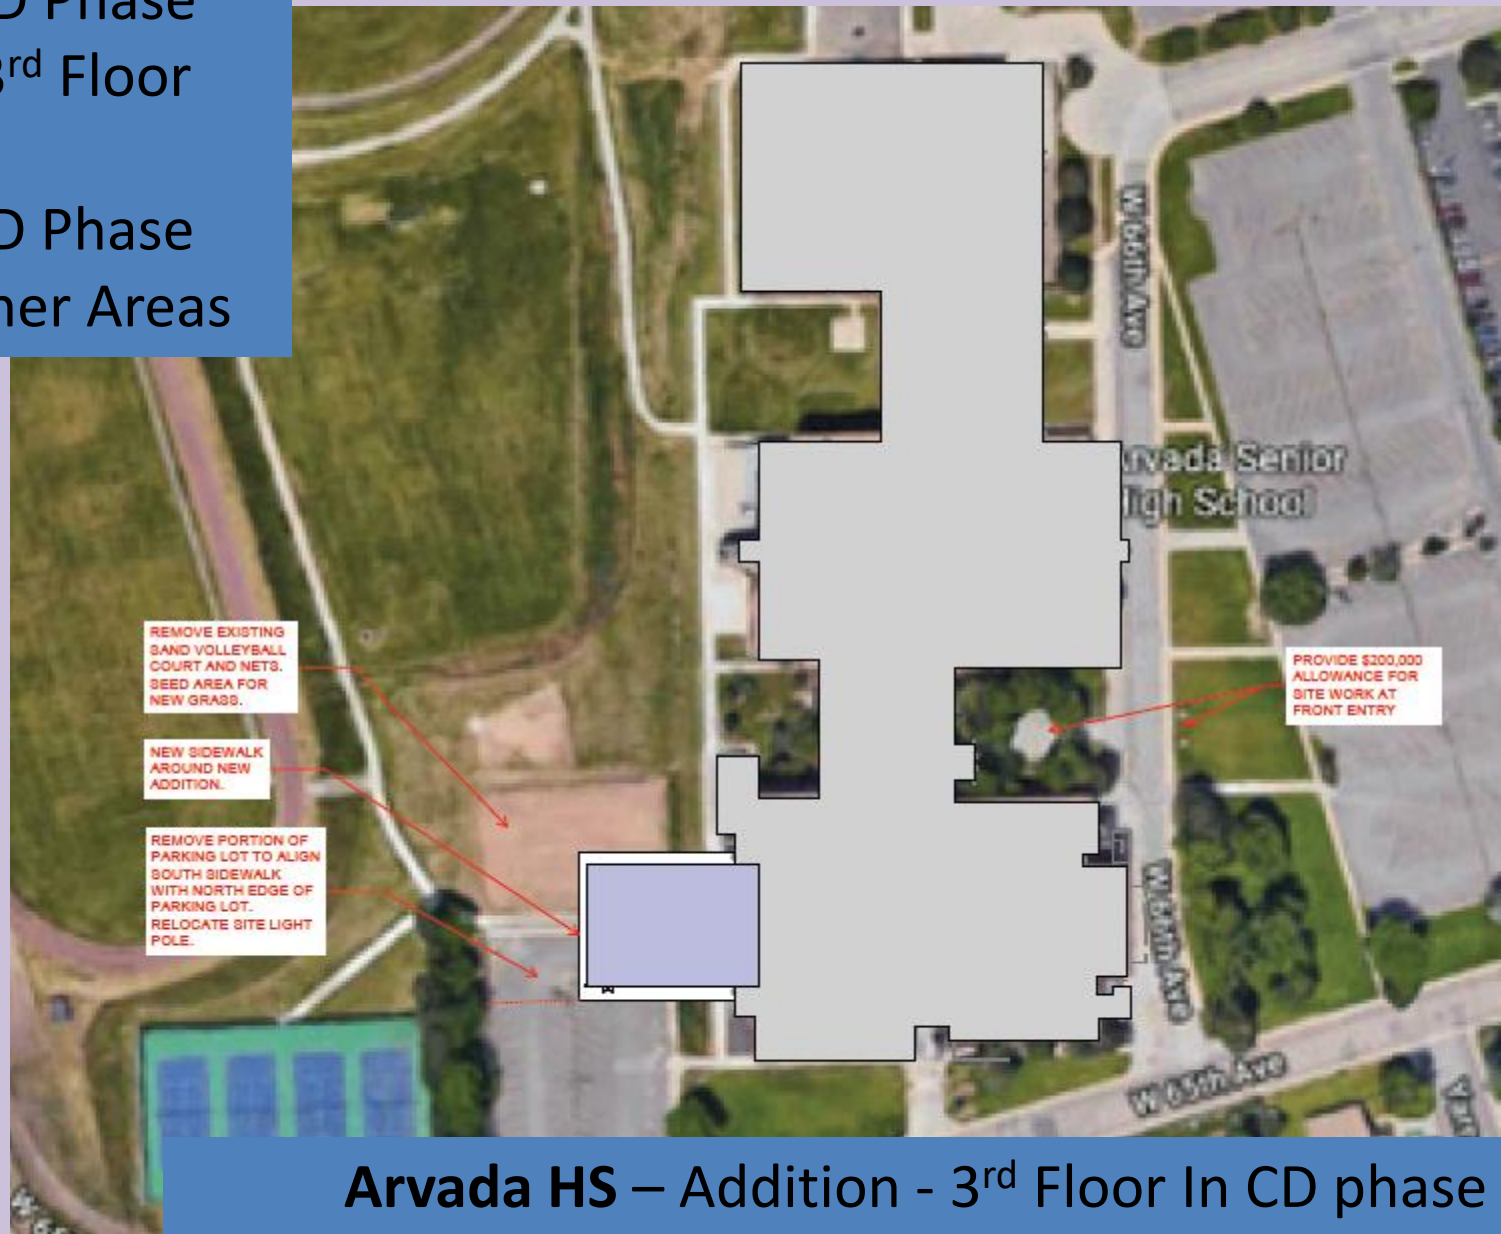 D Phase
3rd Floor
D Phase
ner Areas
W 66th Ave
Arvada Senior
High School
REMOVE EXISTING
SAND VOLLEYBALL
COURT AND NETS.
SEED AREA FOR
NEW GRASS.
PROVIDE $200,000
ALLOWANCE FOR
SITE WORK AT
FRONT ENTRY
NEW SIDEWALK
AROUND NEW
ADDITION.
REMOVE PORTION OF
PARKING LOT TO ALIGN
SOUTH SIDEWALK
WITH NORTH EDGE OF
PARKING LOT.
RELOCATE SITE LIGHT
POLE.
W 66th Ave
W 65th Ave
Arvada HS – Addition - 3rd Floor In CD phase